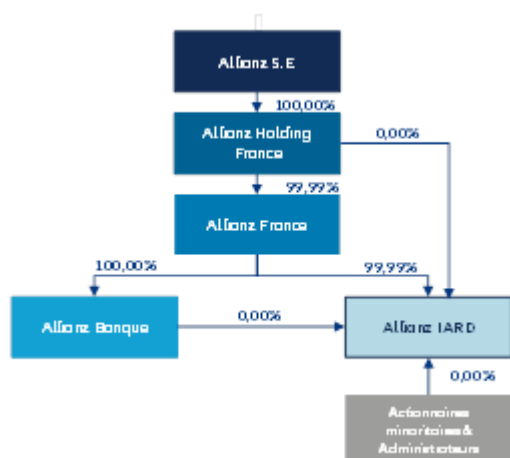 Allianz S.E
100,00%
Allianz Holding
France
0,00%
99,99%
Allianz France
100,00%
99,99%
Allianz Banque
0,00%
Allianz IARD
0,00%
Actionnaires
minoritaires &
Administrateurs